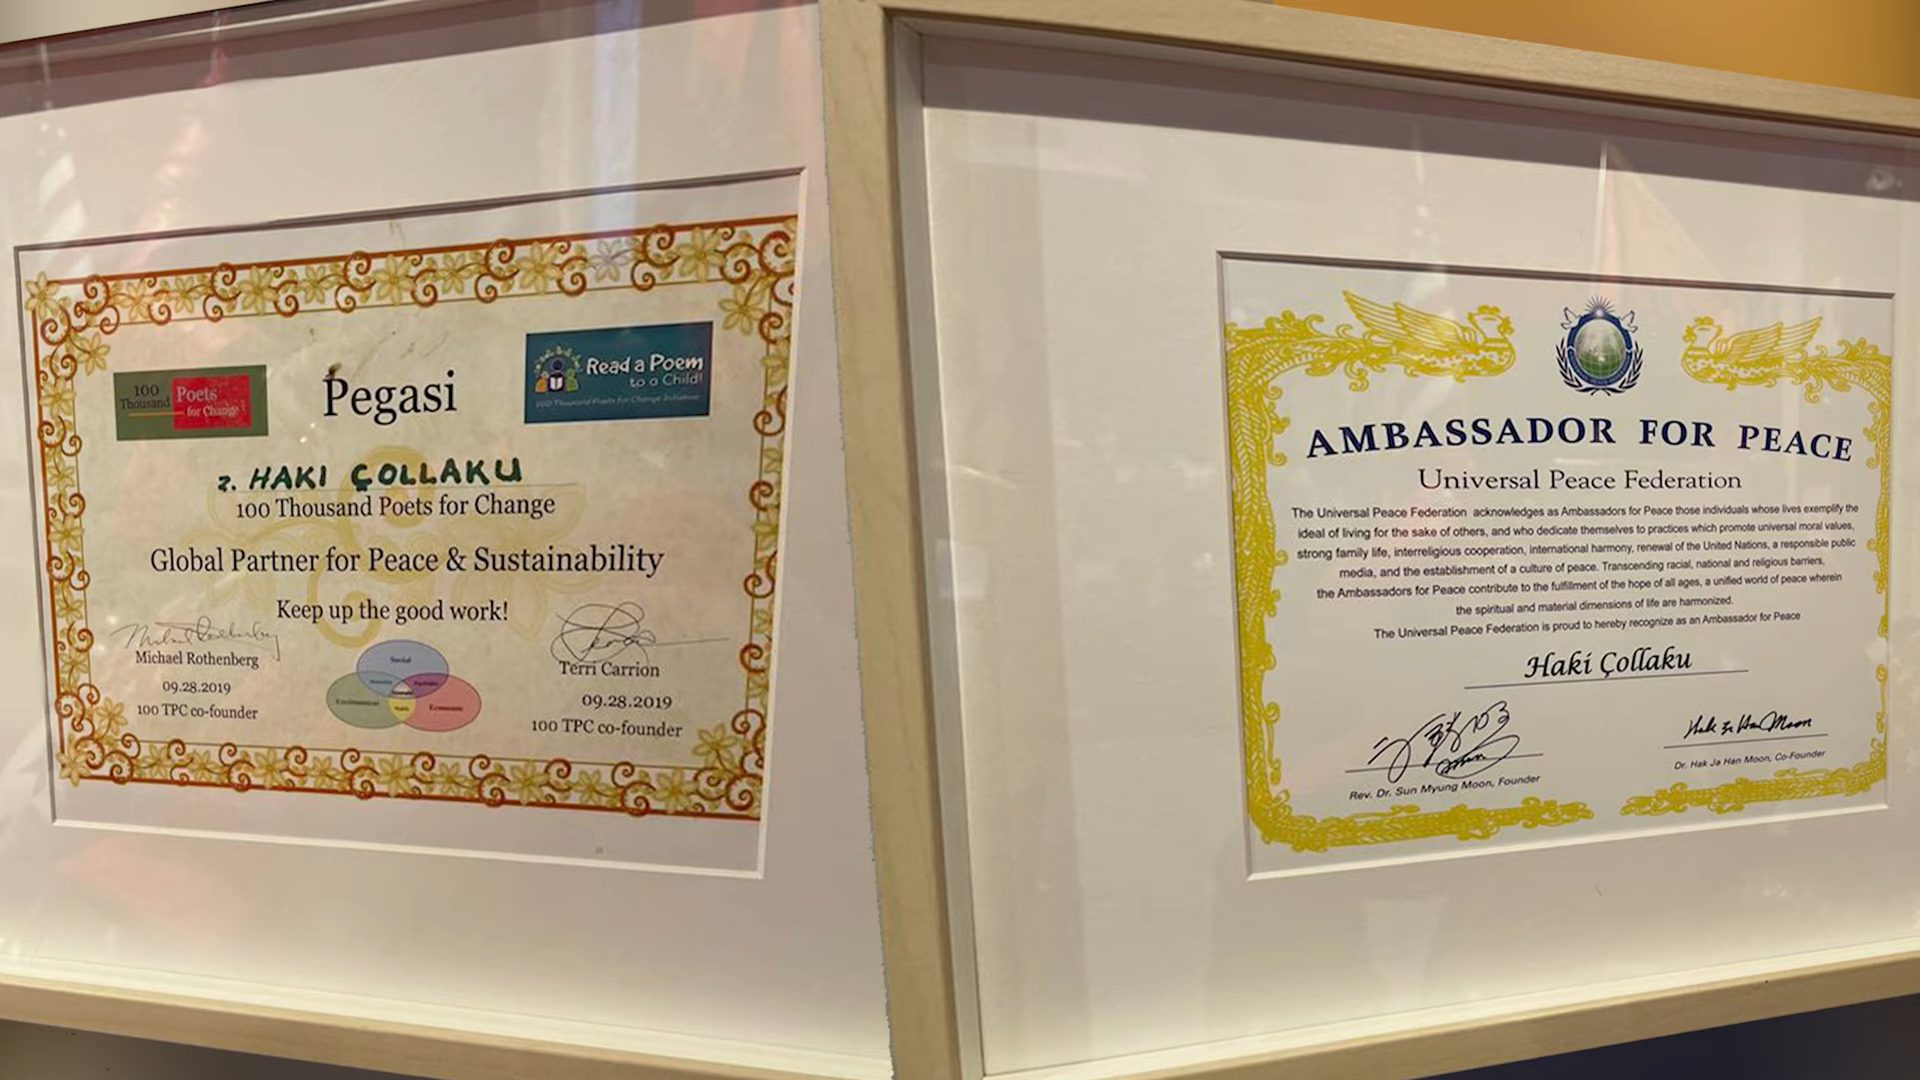 100
Thousand
Poets
for Change
Pegasi
Read a Poem
to a Child!
100 Thousand Poets for Change Initiative
z. HAKI ÇOLLAKU
100 Thousand Poets for Change
Global Partner for Peace & Sustainability
Keep up the good work!
Michael Rothenberg
09.28.2019
100 TPC co-founder
Social
Environment
Economic
Terri Carrion
09.28.2019
100 TPC co-founder
AMBASSADOR FOR PEACE
Universal Peace Federation
The Universal Peace Federation acknowledges as Ambassadors for Peace those individuals whose lives exemplify the
ideal of living for the sake of others, and who dedicate themselves to practices which promote universal moral values,
strong family life, interreligious cooperation, international harmony, renewal of the United Nations, a responsible public
media, and the establishment of a culture of peace. Transcending racial, national and religious barriers,
the Ambassadors for Peace contribute to the fulfillment of the hope of all ages, a unified world of peace wherein
the spiritual and material dimensions of life are harmonized.
The Universal Peace Federation is proud to hereby recognize as an Ambassador for Peace
Haki Çollaku
Rev. Dr. Sun Myung Moon, Founder
Hak Ja Han Moon
Dr. Hak Ja Han Moon, Co-Founder